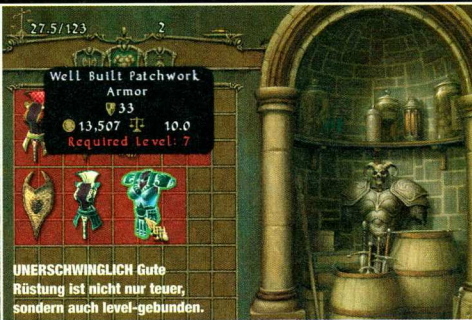 27.5/123 2
Well Built Patchwork
Armor
33
13,507 10.0
Required Level: 7
UNERSCHWINGLICH Gute
Rüstung ist nicht nur teuer,
sondern auch level-gebunden.